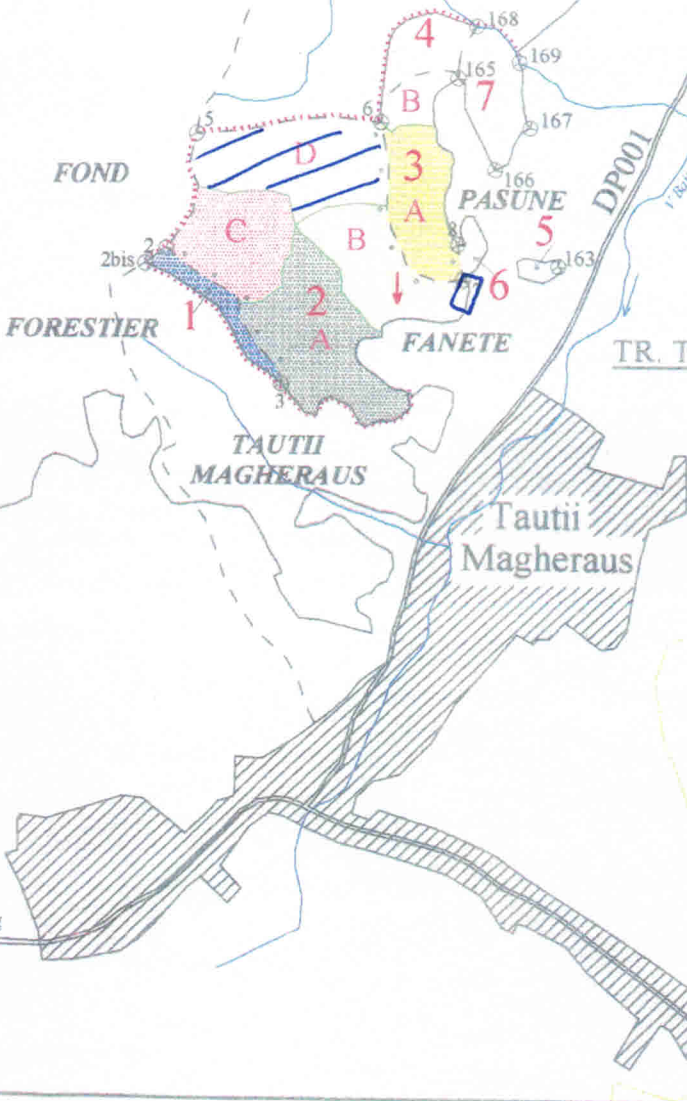 168
4
169
165
7
6
B
167
5
D
3
166
FOND
PASUNE
DP001
A
C
B
5
2
163
2bis
6
1
2
FORESTIER
A
FANETE
TR. T
3
TAUTII
MAGHERAUS
Tautii
Magheraus